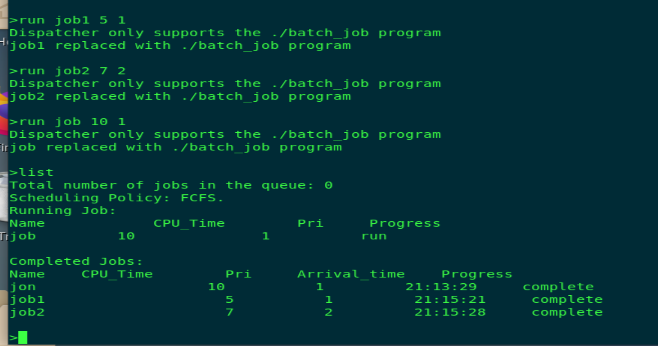 >run job1 5 1
Dispatcher only supports the ./batch_job program
job1 replaced with ./batch_job program
>run job2 7 2
Dispatcher only supports the ./batch_job program
job2 replaced with ./batch_job program
>run job 10 1
Dispatcher only supports the ./batch_job program
job replaced with ./batch_job program
>list
Total number of jobs in the queue: 0
Scheduling Policy: FCFS.
Running Job:
Name CPU_Time Pri Progress
job 10 1 run
Completed Jobs:
Name CPU_Time Pri Arrival_time Progress
jon 10 1 21:13:29 complete
job1 5 1 21:15:21 complete
job2 7 2 21:15:28 complete
>